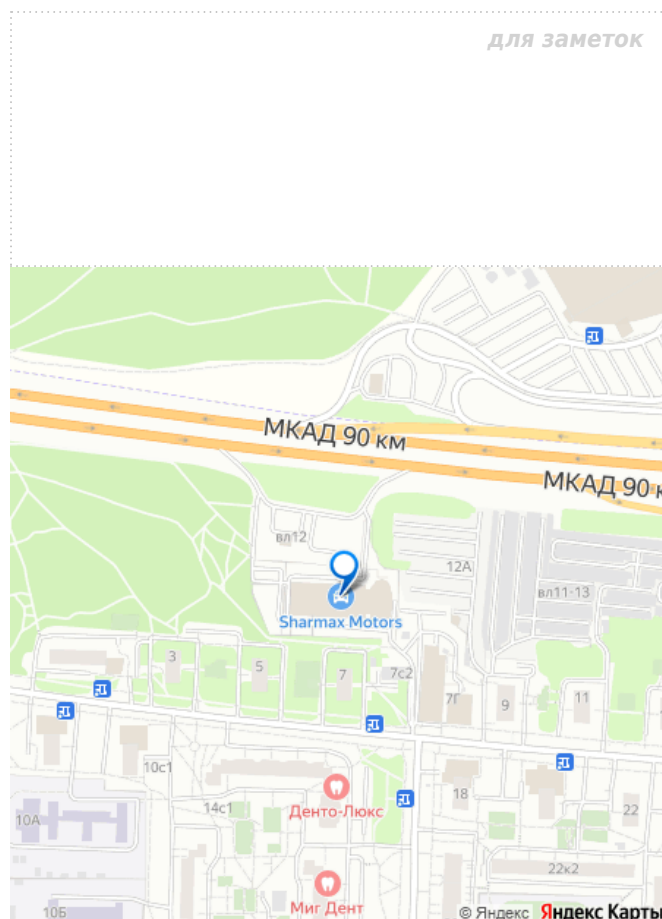 для заметок
МКАД 90 км
МКАД 90 к
вл12
12А
вл11-13
Sharmax Motors
3
5
7
7с2
7Г
9
11
10с1
14с1
Денто-Люкс
18
22
10А
22к2
Миг Дент
10Б
© Яндекс Яндекс Карты